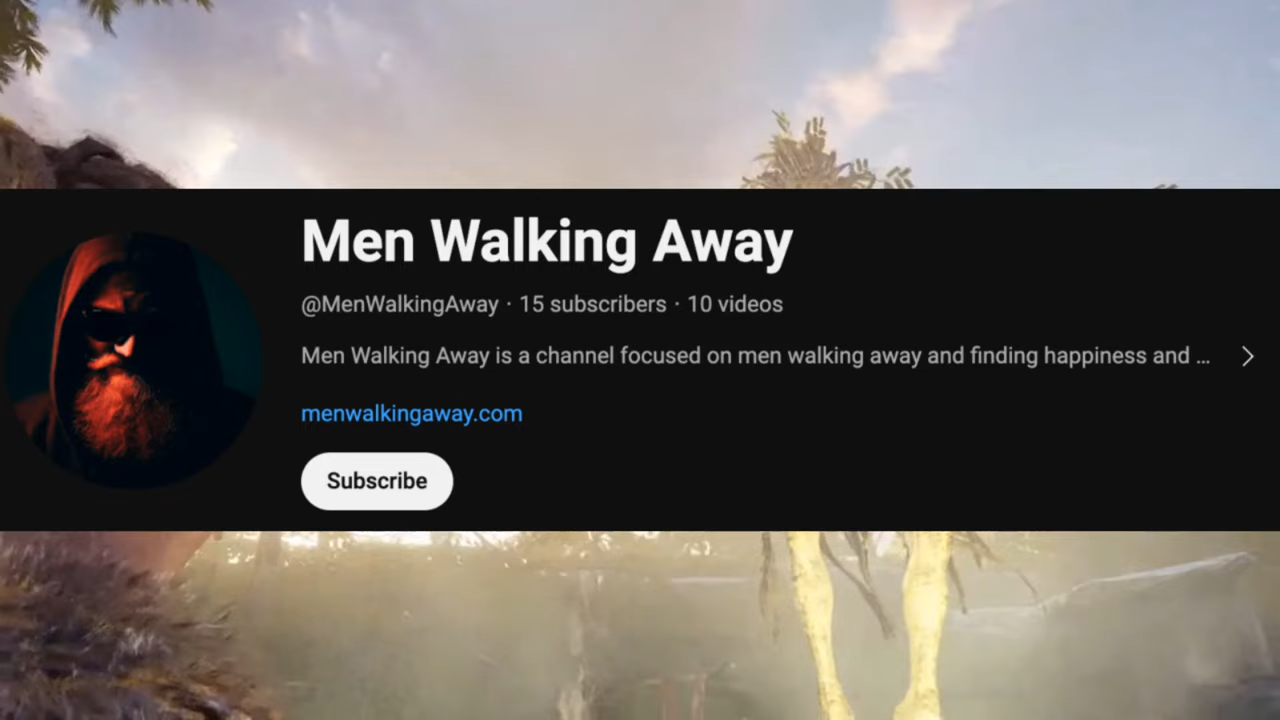 Men Walking Away
@MenWalkingAway · 15 subscribers · 10 videos
Men Walking Away is a channel focused on men walking away and finding happiness and ...
menwalkingaway.com
Subscribe